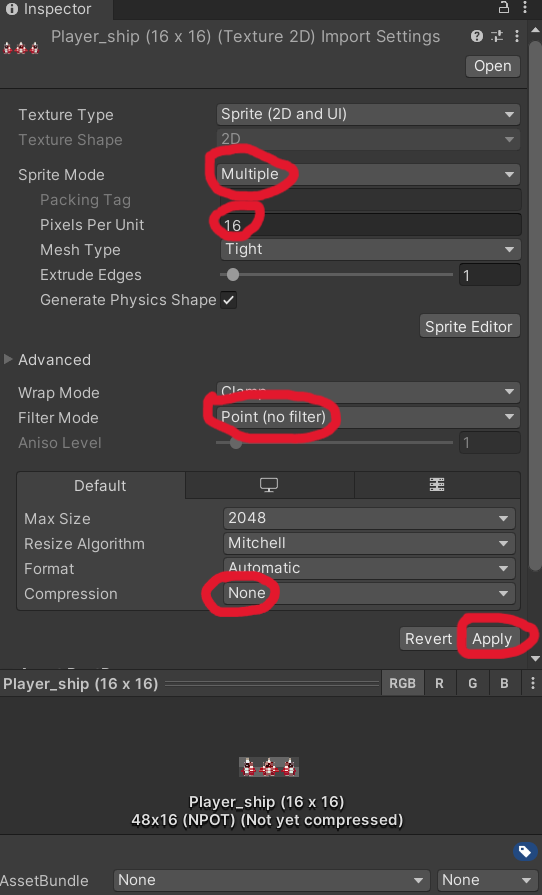 Inspector
Player_ship (16 x 16) (Texture 2D) Import Settings
Open
Texture Type Sprite (2D and UI)
Texture Shape 2D
Sprite Mode Multiple
Packing Tag
Pixels Per Unit 16
Mesh Type Tight
Extrude Edges 1
Generate Physics Shape
Sprite Editor
Advanced
Wrap Mode Clamp
Filter Mode Point (no filter)
Aniso Level 1
Default
Max Size 2048
Resize Algorithm Mitchell
Format Automatic
Compression None
Revert Apply
Player_ship (16 x 16) RGB R G B
Player_ship (16 x 16)
48x16 (NPOT) (Not yet compressed)
AssetBundle None None